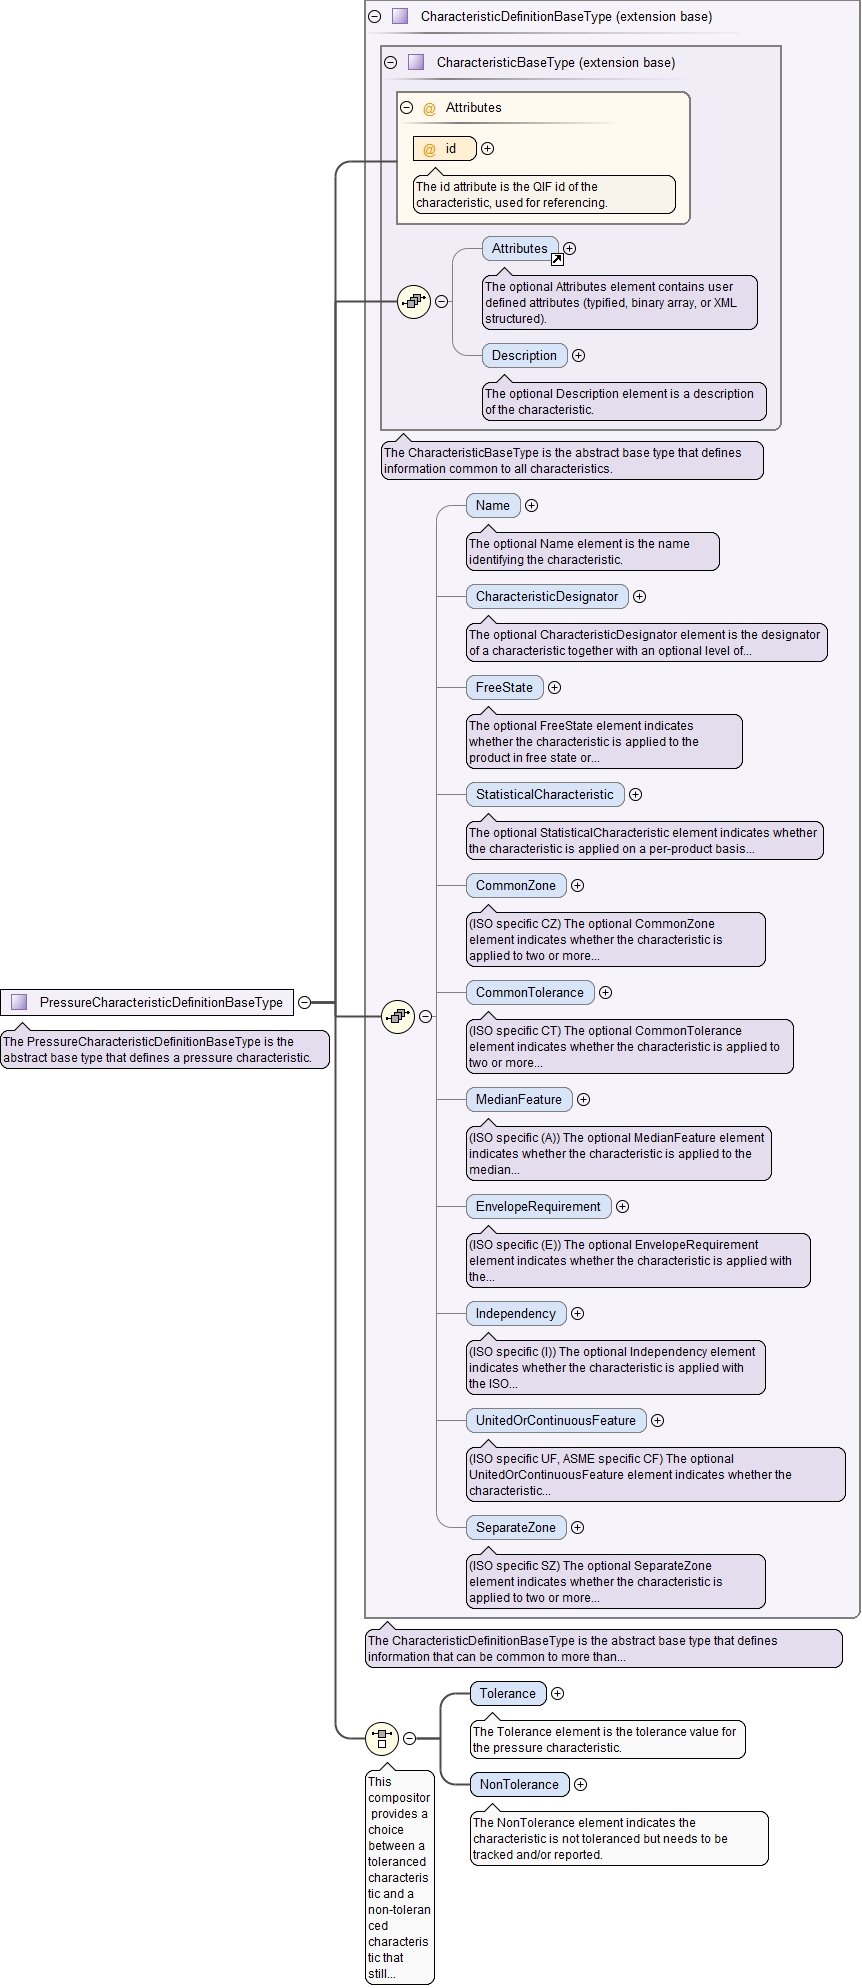 CharacteristicDefinitionBaseType (extension base)
CharacteristicBaseType (extension base)
@ Attributes
@ id
The id attribute is the QIF id of the
characteristic, used for referencing.
Attributes
The optional Attributes element contains user
defined attributes (typified, binary array, or XML
structured).
Description
The optional Description element is a description
of the characteristic.
The CharacteristicBaseType is the abstract base type that defines
information common to all characteristics.
Name
The optional Name element is the name
identifying the characteristic.
CharacteristicDesignator
The optional CharacteristicDesignator element is the designator
of a characteristic together with an optional level of...
FreeState
The optional FreeState element indicates
whether the characteristic is applied to the
product in free state or...
StatisticalCharacteristic
The optional StatisticalCharacteristic element indicates whether
the characteristic is applied on a per-product basis...
CommonZone
(ISO specific CZ) The optional CommonZone
element indicates whether the characteristic is
applied to two or more...
PressureCharacteristicDefinitionBaseType
The PressureCharacteristicDefinitionBaseType is the
abstract base type that defines a pressure characteristic.
CommonTolerance
(ISO specific CT) The optional CommonTolerance
element indicates whether the characteristic is applied to
two or more...
MedianFeature
(ISO specific (A)) The optional MedianFeature element
indicates whether the characteristic is applied to the
median...
EnvelopeRequirement
(ISO specific (E)) The optional EnvelopeRequirement
element indicates whether the characteristic is applied with
the...
Independency
(ISO specific (I)) The optional Independency element
indicates whether the characteristic is applied with
the ISO...
UnitedOrContinuousFeature
(ISO specific UF, ASME specific CF) The optional
UnitedOrContinuousFeature element indicates whether the
characteristic...
SeparateZone
(ISO specific SZ) The optional SeparateZone
element indicates whether the characteristic is
applied to two or more...
The CharacteristicDefinitionBaseType is the abstract base type that defines
information that can be common to more than...
Tolerance
The Tolerance element is the tolerance value for
the pressure characteristic.
NonTolerance
The NonTolerance element indicates the
characteristic is not toleranced but needs to be
tracked and/or reported.
This
compositor
provides a
choice
between a
toleranced
characteris
tic and a
non-toleran
ced
characteris
tic that
still...